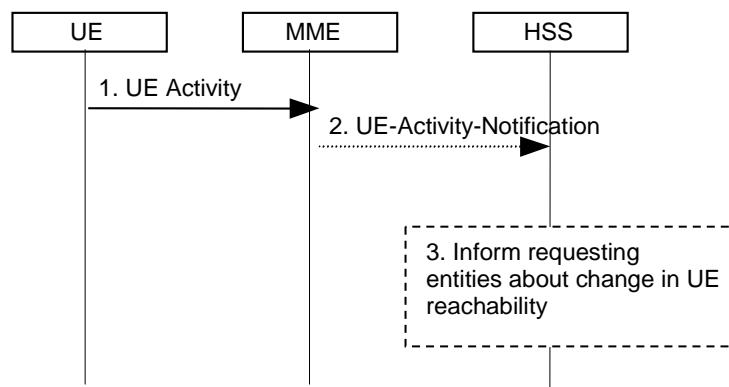 UE
MME
HSS
1. UE Activity
2. UE-Activity-Notification
3. Inform requesting
entities about change in UE
reachability